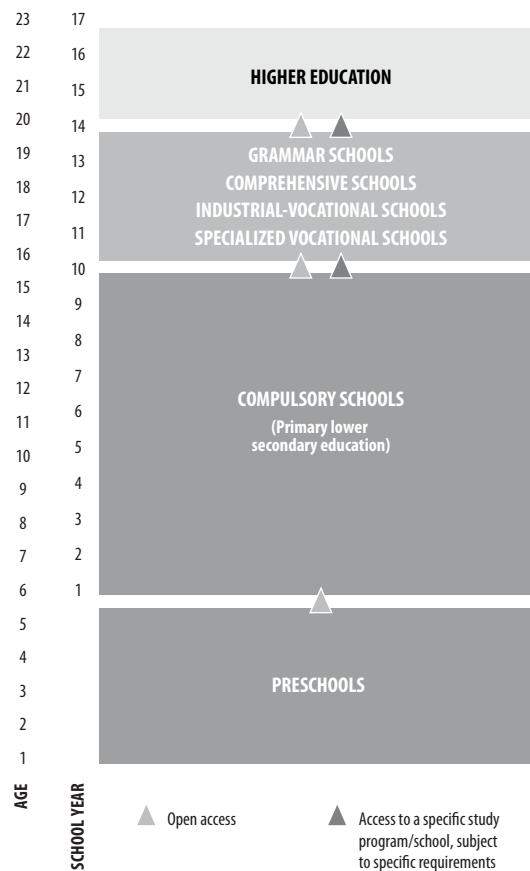 23 17
22 16
21 15
20 14
19 13
18 12
17 11
16 10
15 9
14 8
13 7
12 6
11 5
10 4
9 3
8 2
7 1
6
5
4
3
2
1
AGE
SCHOOL YEAR
HIGHER EDUCATION
GRAMMAR SCHOOLS
COMPREHENSIVE SCHOOLS
INDUSTRIAL-VOCATIONAL SCHOOLS
SPECIALIZED VOCATIONAL SCHOOLS
COMPULSORY SCHOOLS
(Primary lower
secondary education)
PRESCHOOLS
Open access
Access to a specific study
program/school, subject
to specific requirements